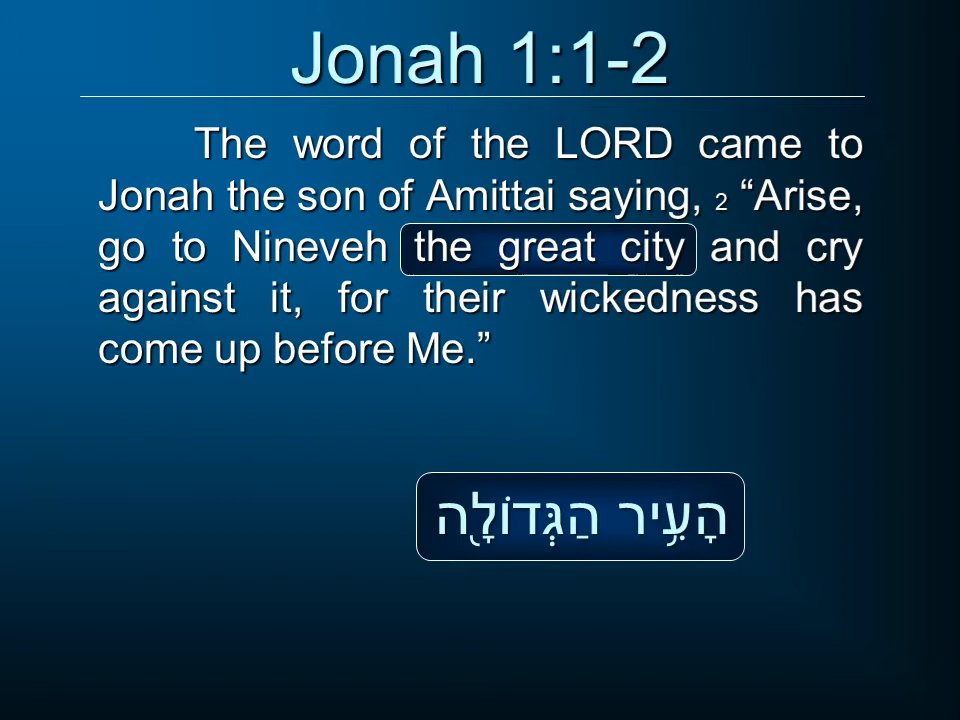 Jonah 1:1-2
The word of the LORD came to
Jonah the son of Amittai saying, 2 “Arise,
go to Nineveh the great city and cry
against it, for their wickedness has
come up before Me.”
הָעִ֥יר הַגְּדוֹלָ֖ה